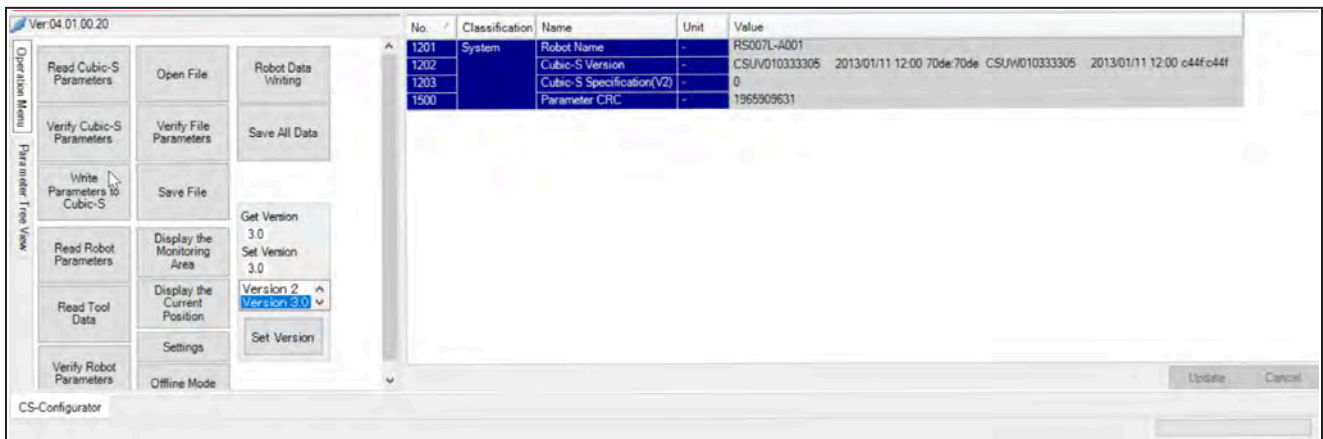 Ver:04.01.00.20
Operation Menu
Parameter Tree View
Read Cubic-S
Parameters
Open File
Robot Data
Writing
Verify Cubic-S
Parameters
Verify File
Parameters
Save All Data
Write
Parameters to
Cubic-S
Save File
Get Version
3.0
Set Version
3.0
Read Robot
Parameters
Display the
Monitoring
Area
Version 2
Version 3.0
Read Tool
Data
Display the
Current
Position
Set Version
Settings
Verify Robot
Parameters
Offline Mode
No. Classification Name Unit Value
1201 System Robot Name - RS007L-A001
1202 Cubic-S Version - CSUV010333305 2013/01/11 12:00 70de:70de CSUW010333305 2013/01/11 12:00 c44f:c44f
1203 Cubic-S Specification(V2) - 0
1500 Parameter CRC - 1965909631
Update Cancel
CS-Configurator